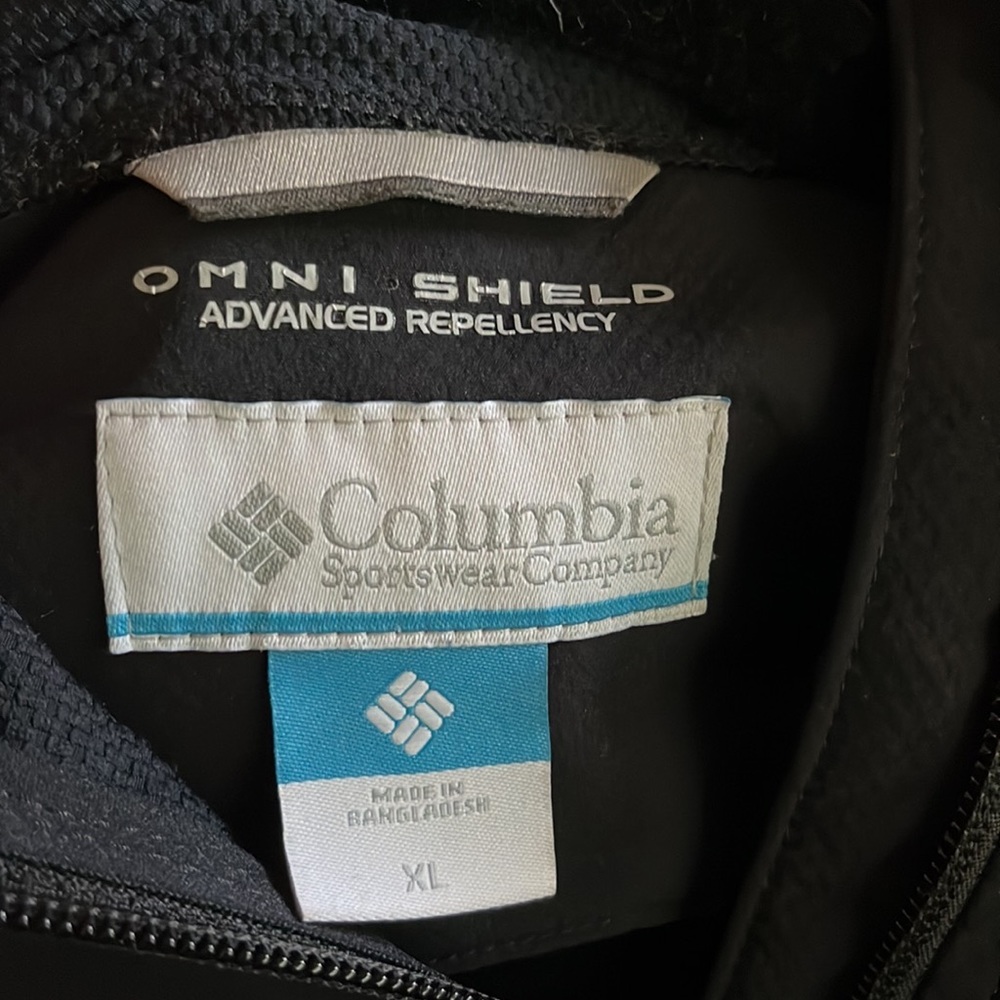 OMNI SHIELD
ADVANCED REPELLENCY
Columbia
Sportswear Company
MADE IN
BANGLADESH
XL